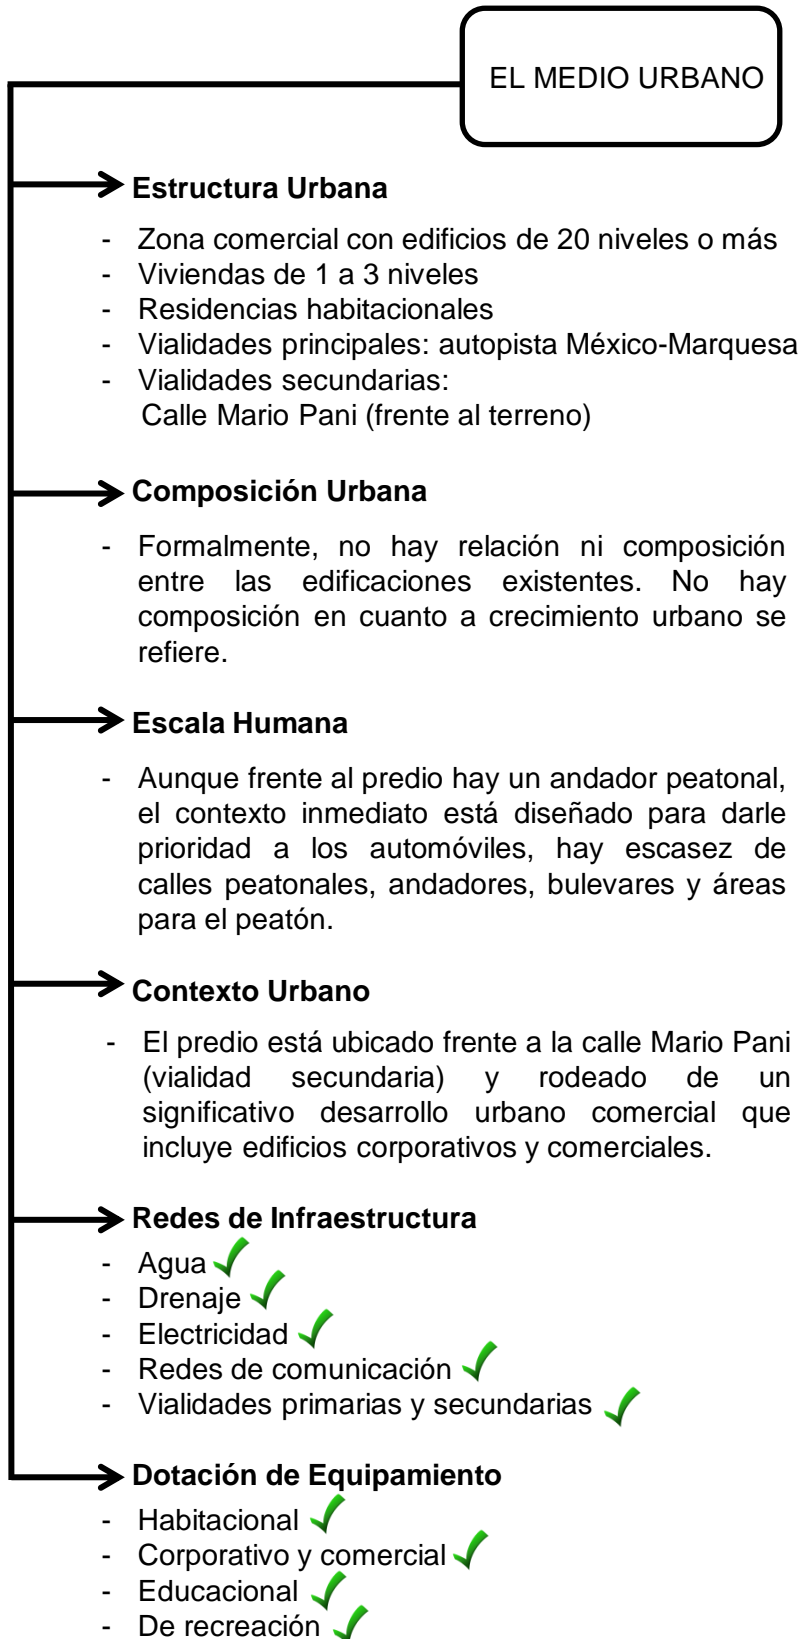 EL MEDIO URBANO
Estructura Urbana
- Zona comercial con edificios de 20 niveles o más
- Viviendas de 1 a 3 niveles
- Residencias habitacionales
- Vialidades principales: autopista México-Marquesa
- Vialidades secundarias:
Calle Mario Pani (frente al terreno)
Composición Urbana
- Formalmente, no hay relación ni composición
entre las edificaciones existentes. No hay
composición en cuanto a crecimiento urbano se
refiere.
Escala Humana
- Aunque frente al predio hay un andador peatonal,
el contexto inmediato está diseñado para darle
prioridad a los automóviles, hay escasez de
calles peatonales, andadores, bulevares y áreas
para el peatón.
Contexto Urbano
- El predio está ubicado frente a la calle Mario Pani
(vialidad secundaria) y rodeado de un
significativo desarrollo urbano comercial que
incluye edificios corporativos y comerciales.
Redes de Infraestructura
- Agua
- Drenaje
- Electricidad
- Redes de comunicación
- Vialidades primarias y secundarias
Dotación de Equipamiento
- Habitacional
- Corporativo y comercial
- Educacional
- De recreación